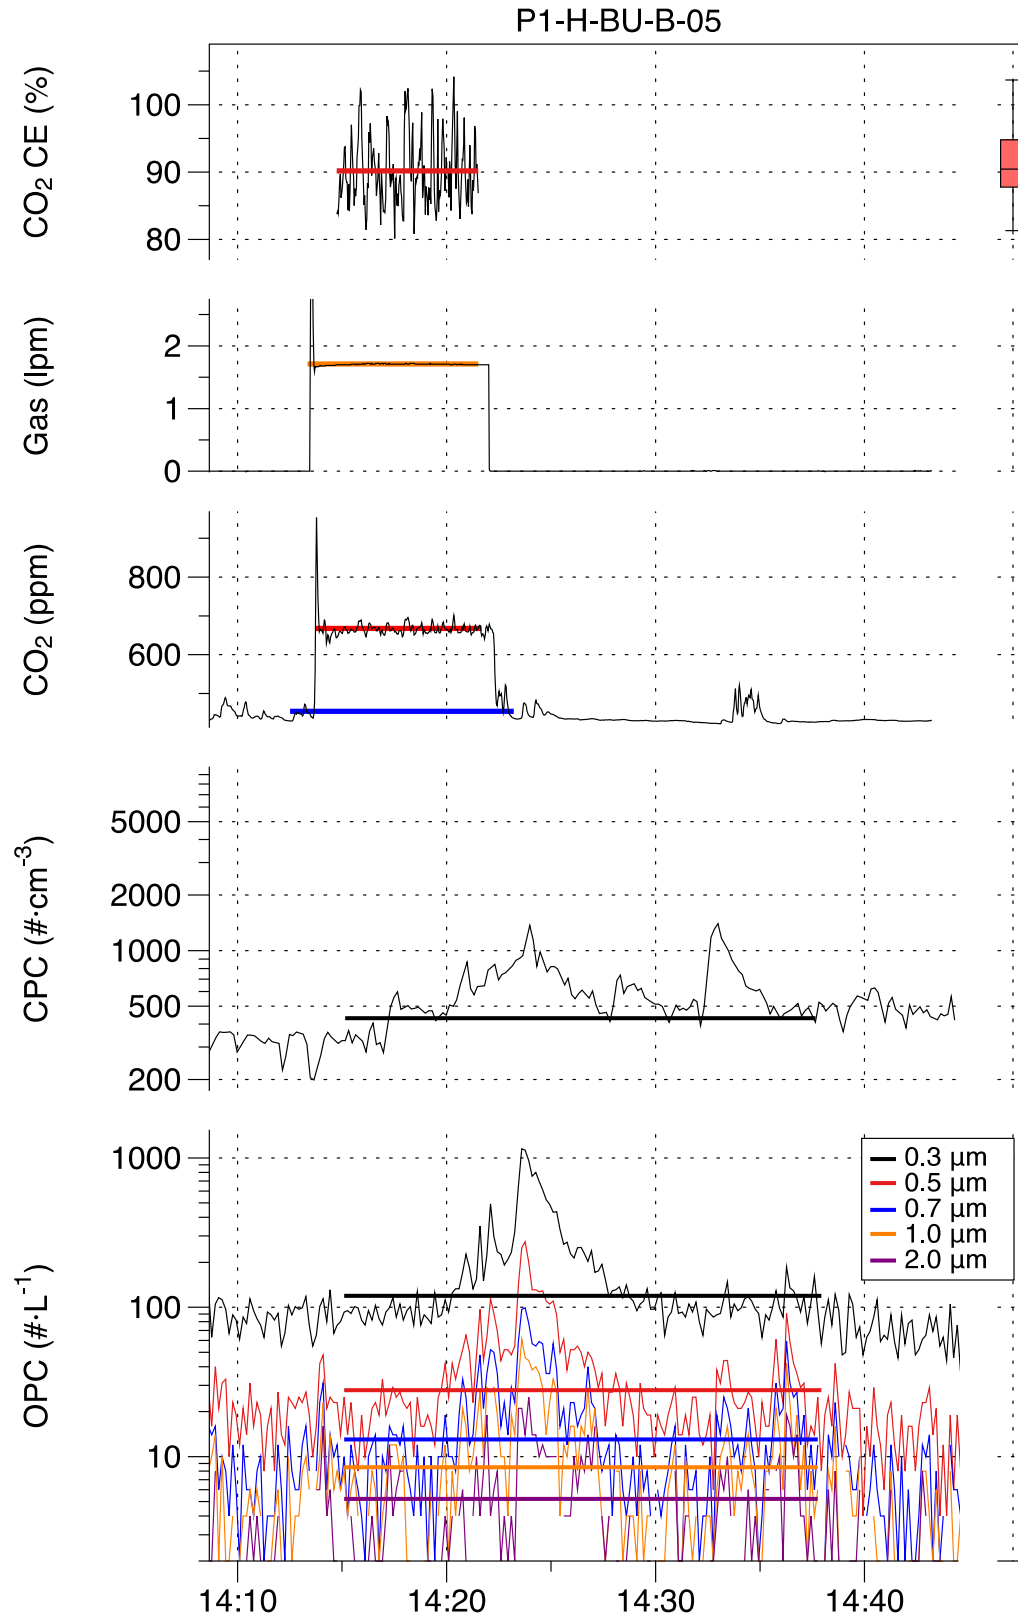 P1-H-BU-B-05
CO2 CE (%)
100
90
80
Gas (lpm)
2
1
0
CO2 (ppm)
800
600
CPC (#·cm-3)
5000
2000
1000
500
200
OPC (#·L-1)
1000
100
10
0.3 µm
0.5 µm
0.7 µm
1.0 µm
2.0 µm
14:10 14:20 14:30 14:40